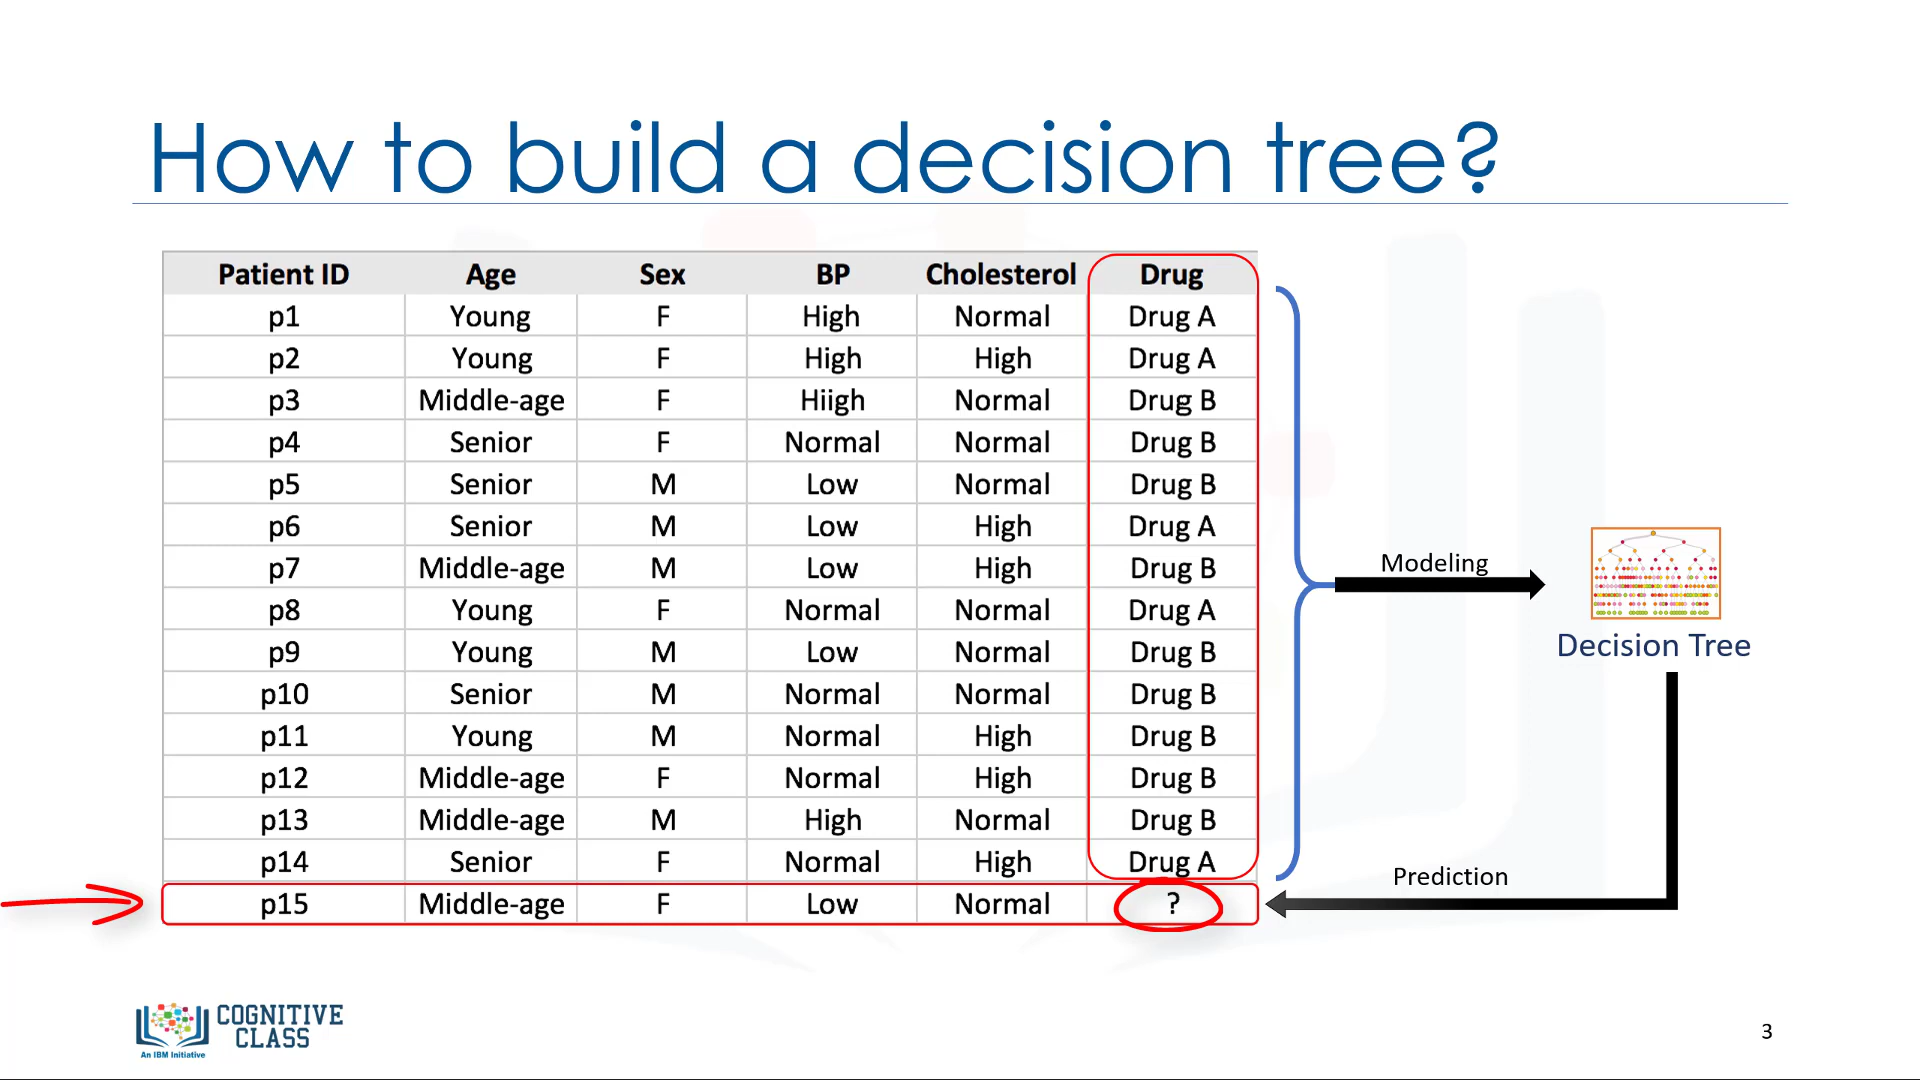 How to build a decision tree?
Patient ID Age Sex BP Cholesterol Drug
p1 Young F High Normal Drug A
p2 Young F High High Drug A
p3 Middle-age F Hiigh Normal Drug B
p4 Senior F Normal Normal Drug B
p5 Senior M Low Normal Drug B
p6 Senior M Low High Drug A
p7 Middle-age M Low High Drug B
p8 Young F Normal Normal Drug A
p9 Young M Low Normal Drug B
p10 Senior M Normal Normal Drug B
p11 Young M Normal High Drug B
p12 Middle-age F Normal High Drug B
p13 Middle-age M High Normal Drug B
p14 Senior F Normal High Drug A
p15 Middle-age F Low Normal ?
Modeling
Decision Tree
Prediction
COGNITIVE
CLASS
An IBM Initiative
3